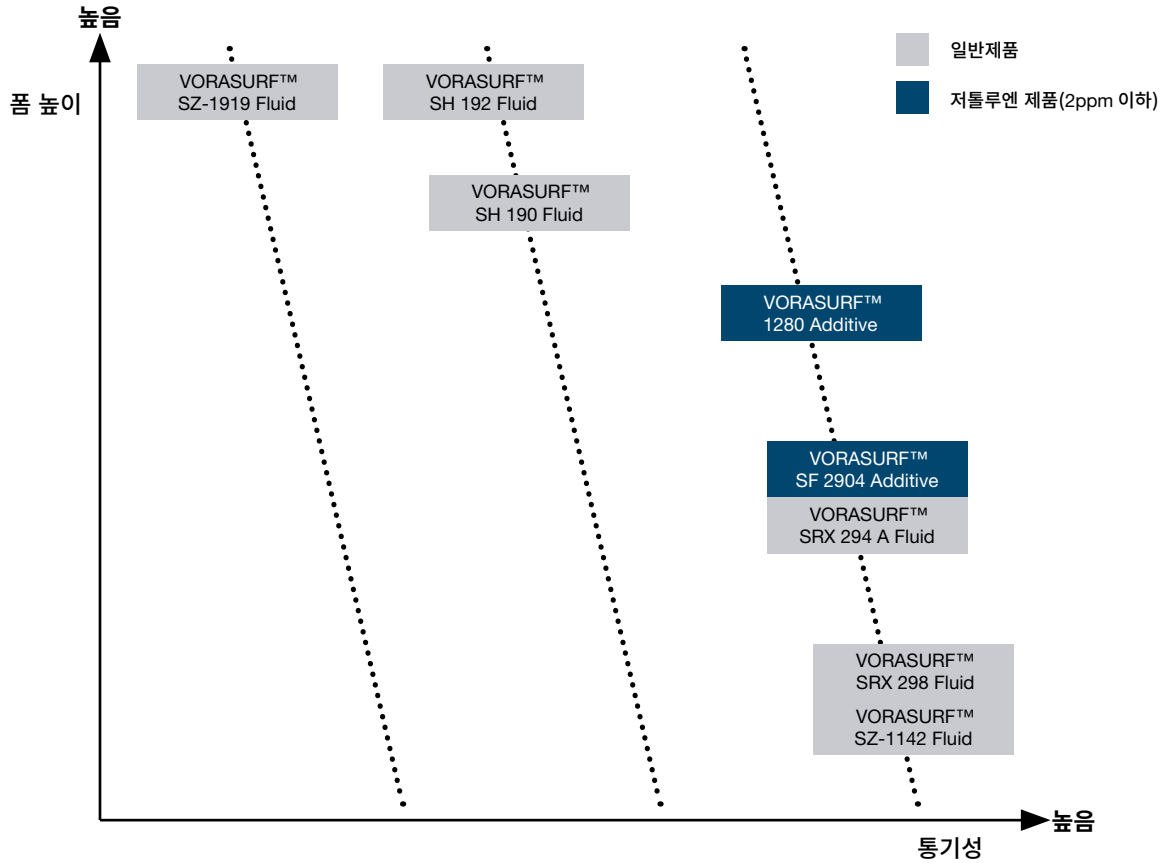 높음
폼 높이
일반제품
저톨루엔 제품(2ppm 이하)
VORASURF™
SZ-1919 Fluid
VORASURF™
SH 192 Fluid
VORASURF™
SH 190 Fluid
VORASURF™
1280 Additive
VORASURF™
SF 2904 Additive
VORASURF™
SRX 294 A Fluid
VORASURF™
SRX 298 Fluid
VORASURF™
SZ-1142 Fluid
높음
통기성